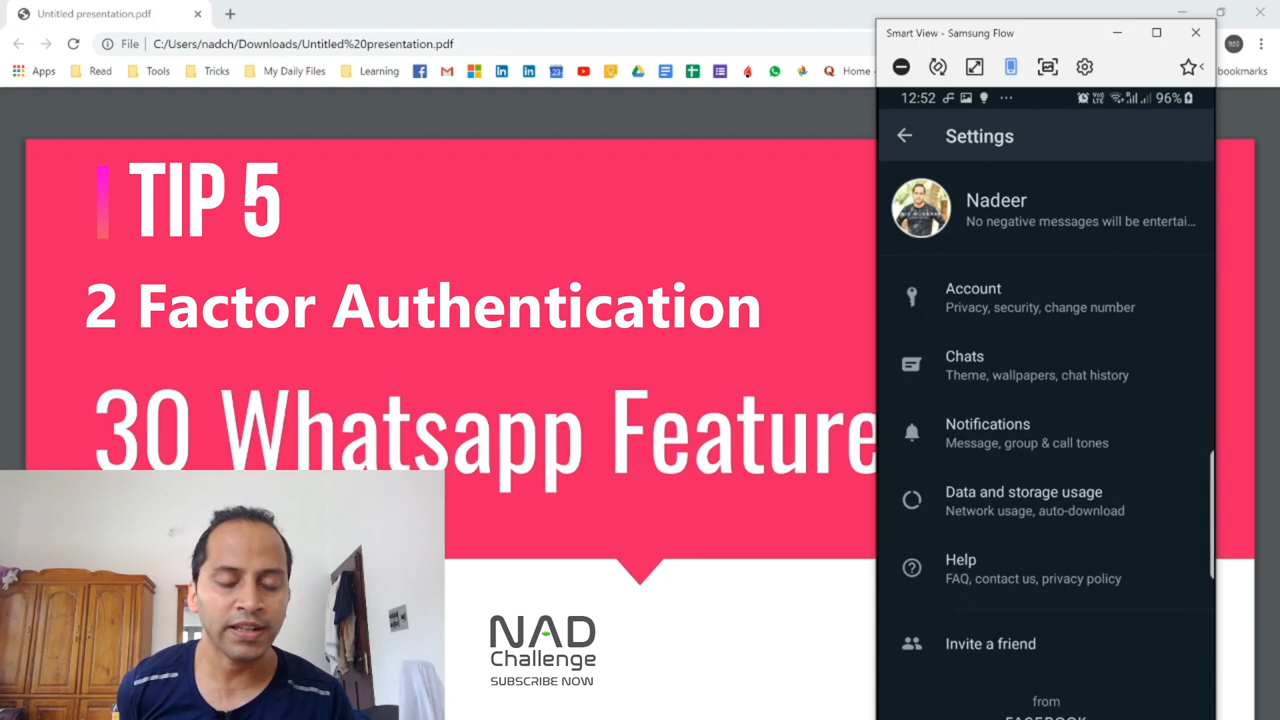 Untitled presentation.pdf
File
C:/Users/nadch/Downloads/Untitled%20presentation.pdf
Apps
Read
Tools
Tricks
My Daily Files
Learning
Home
bookmarks
TIP 5
2 Factor Authentication
30 Whatsapp Feature
NAD
Challenge
SUBSCRIBE NOW
Smart View - Samsung Flow
12:52
96%
Settings
Nadeer
No negative messages will be entertai...
Account
Privacy, security, change number
Chats
Theme, wallpapers, chat history
Notifications
Message, group & call tones
Data and storage usage
Network usage, auto-download
Help
FAQ, contact us, privacy policy
Invite a friend
from
FACEBOOK